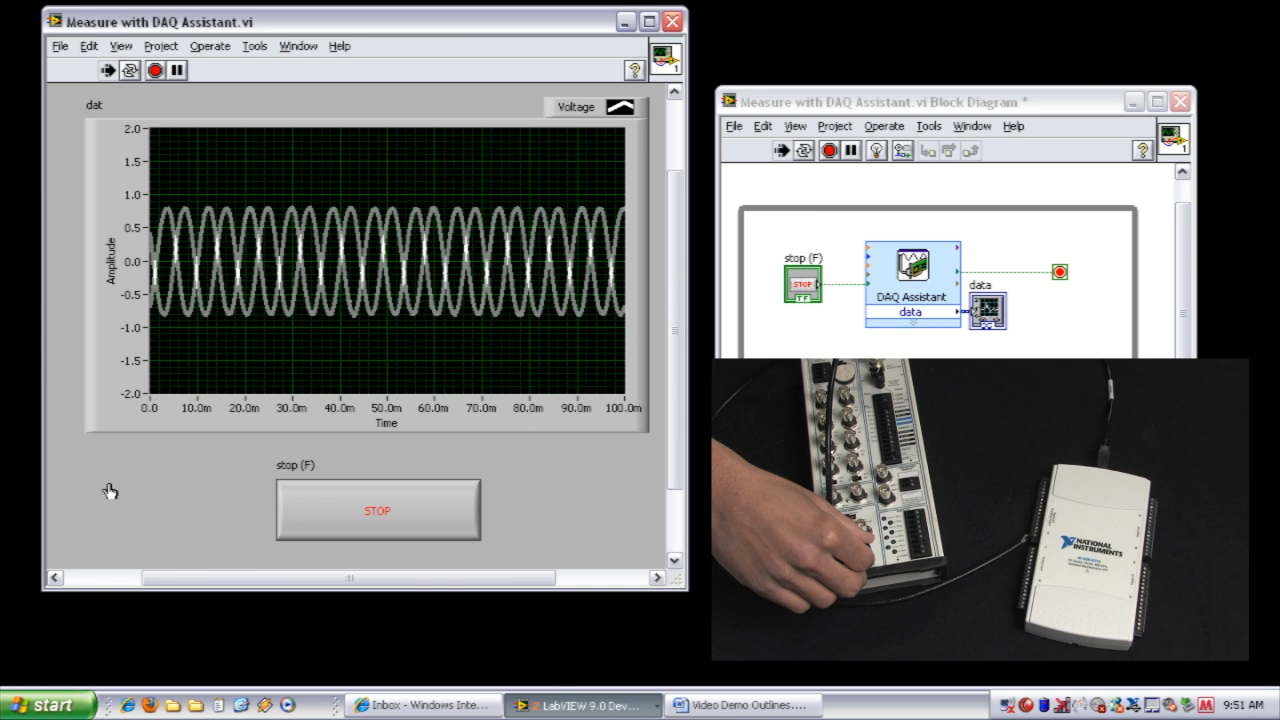 Measure with DAQ Assistant.vi
File Edit View Project Operate Tools Window Help
1
dat
Voltage
2.0
1.5
1.0
0.5
0.0
-0.5
-1.0
-1.5
-2.0
Amplitude
0.0 10.0m 20.0m 30.0m 40.0m 50.0m 60.0m 70.0m 80.0m 90.0m 100.0m
Time
stop (F)
STOP
Measure with DAQ Assistant.vi Block Diagram *
File Edit View Project Operate Tools Window Help
1
stop (F)
STOP
TF
DAQ Assistant
data
data
NATIONAL
INSTRUMENTS
start
Inbox - Windows Inte...
2 LabVIEW 9.0 Dev...
Video Demo Outlines....
9:51 AM